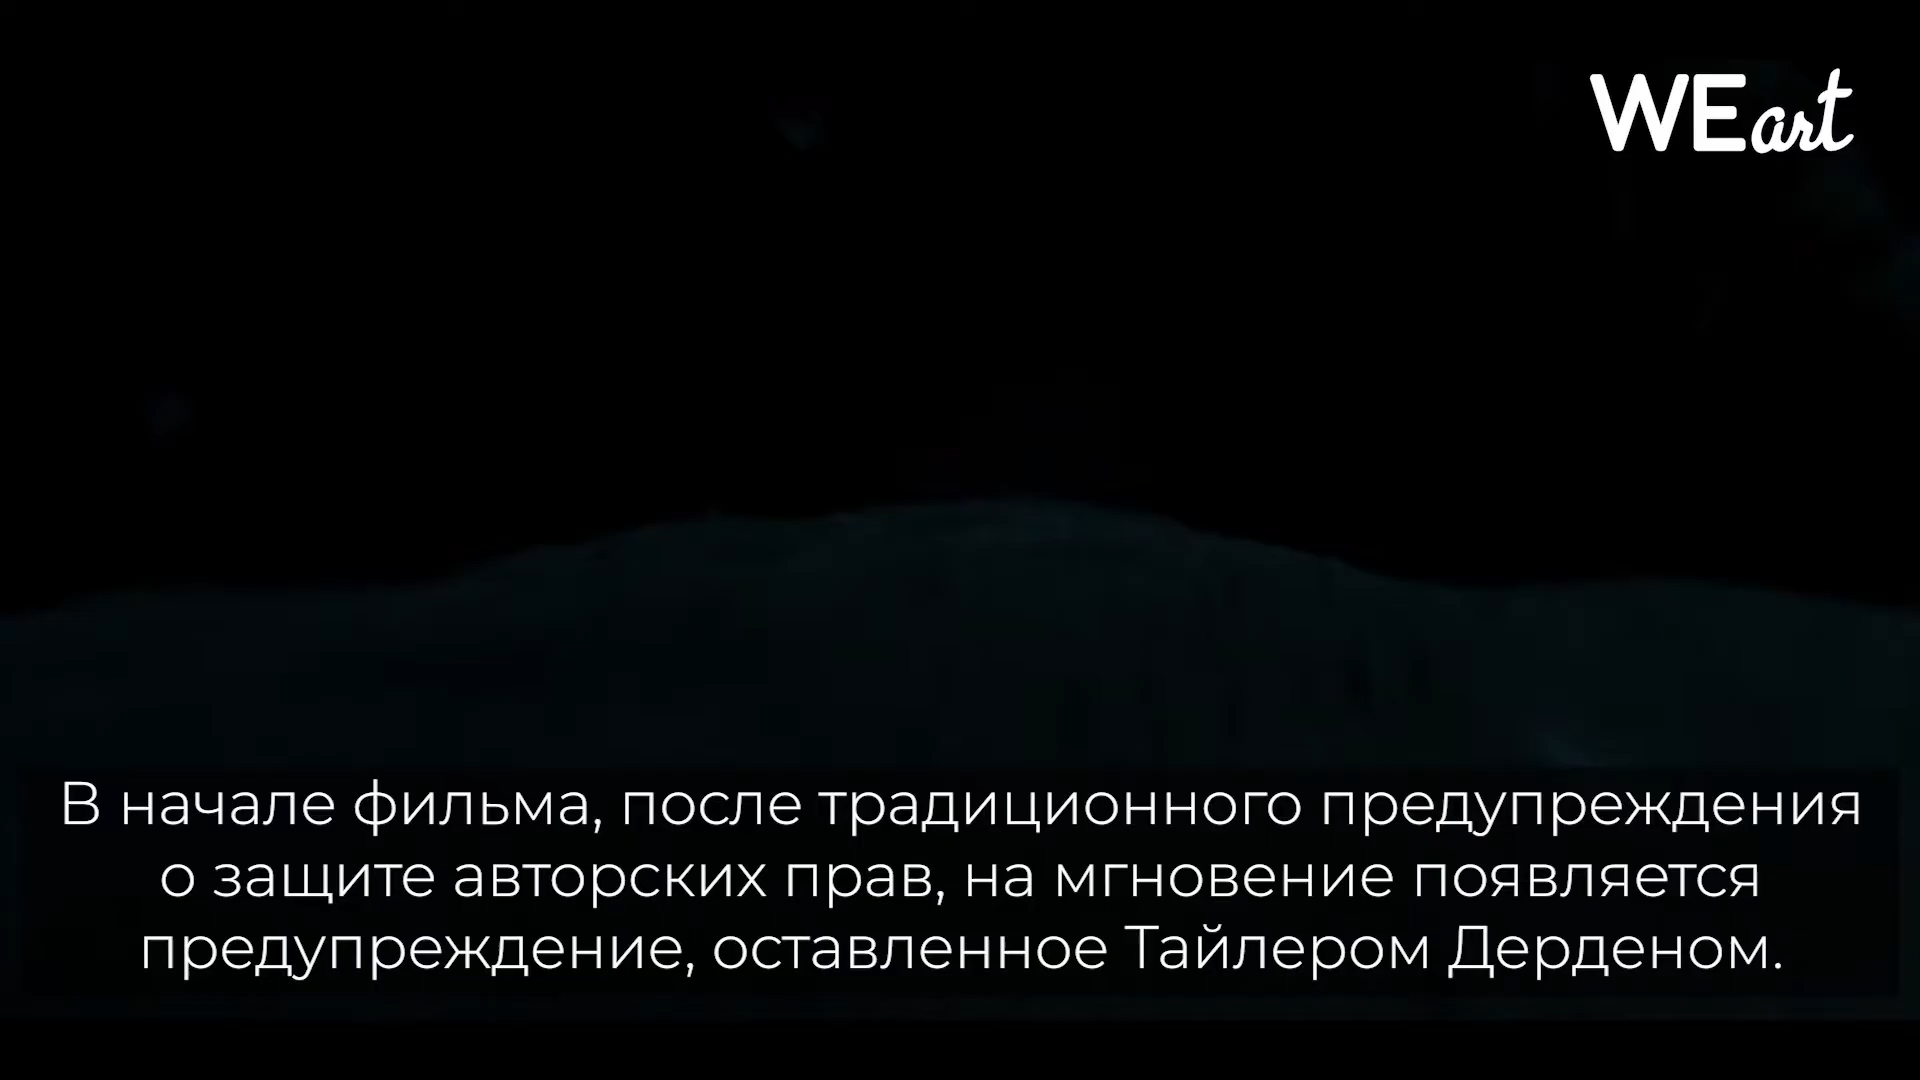 WEart
В начале фильма, после традиционного предупреждения
о защите авторских прав, на мгновение появляется
предупреждение, оставленное Тайлером Дерденом.